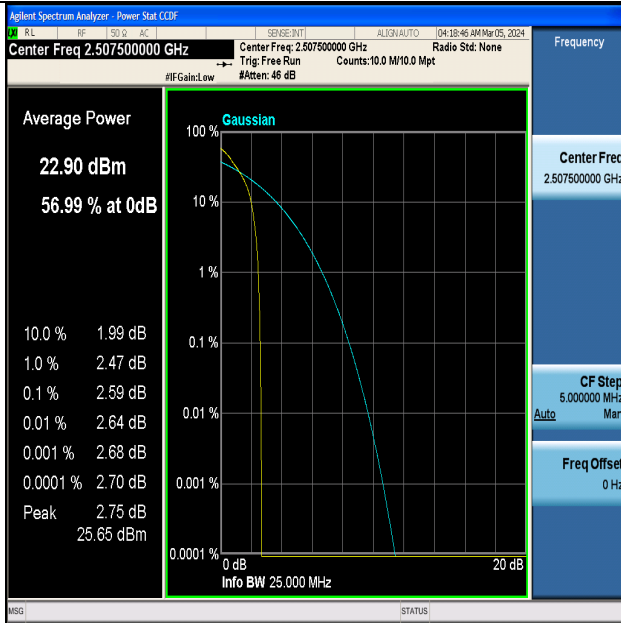 Agilent Spectrum Analyzer - Power Stat CCDF
LXI RL RF 50 Ω AC SENSE:INT ALIGN AUTO 04:18:46 AM Mar 05, 2024
Center Freq 2.507500000 GHz
Center Freq: 2.507500000 GHz Radio Std: None
Trig: Free Run Counts:10.0 M/10.0 Mpt
#IFGain:Low #Atten: 46 dB
Frequency
Average Power
22.90 dBm
56.99 % at 0dB
10.0 % 1.99 dB
1.0 % 2.47 dB
0.1 % 2.59 dB
0.01 % 2.64 dB
0.001 % 2.68 dB
0.0001 % 2.70 dB
Peak 2.75 dB
25.65 dBm
Gaussian
100 %
10 %
1 %
0.1 %
0.01 %
0.001 %
0.0001 %
0 dB 20 dB
Info BW 25.000 MHz
Center Freq
2.507500000 GHz
CF Step
5.000000 MHz
Auto Man
Freq Offset
0 Hz
MSG STATUS